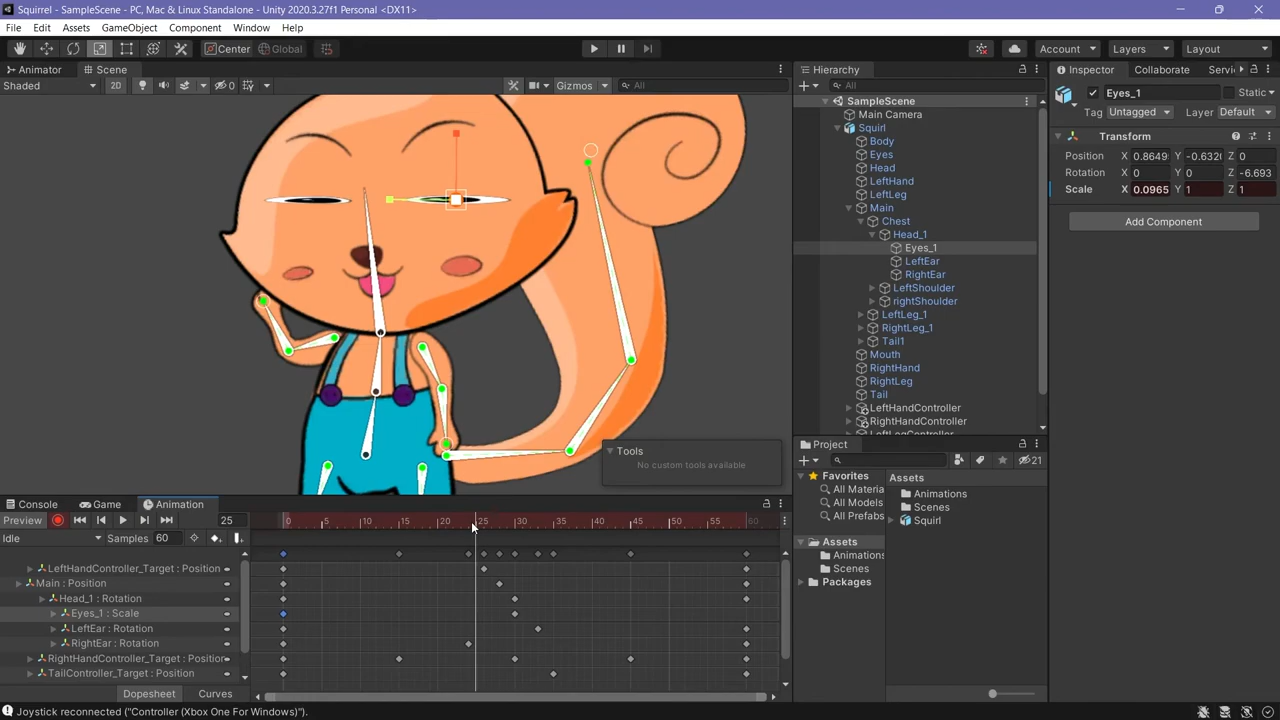 Squirrel - SampleScene - PC, Mac & Linux Standalone - Unity 2020.3.27f1 Personal <DX11>
File Edit Assets GameObject Component Window Help
Center Global Account Layers Layout
Animator Scene Hierarchy Inspector Collaborate Servi
Shaded 2D 0 Gizmos All All Eyes_1 Static
SampleScene Tag Untagged Layer Default
Main Camera
Squirl Transform
Body Position X 0.8649 Y -0.632 Z 0
Eyes
Head Rotation X 0 Y 0 Z -6.693
LeftHand Scale X 0.0965 Y 1 Z 1
LeftLeg
Main
Chest Add Component
Head_1
Eyes_1
LeftEar
RightEar
LeftShoulder
rightShoulder
LeftLeg_1
RightLeg_1
Tail1
Mouth
RightHand
RightLeg
Tail
LeftHandController
RightHandController
Tools
No custom tools available
Project
21
Favorites Assets
All Materia Animations
All Models Scenes
All Prefabs Squirl
Assets
Animations
Scenes
Packages
Console Game Animation
Preview 25 0 5 10 15 20 25 30 35 40 45 50 55 60
Idle Samples 60
LeftHandController_Target : Position
Main : Position
Head_1 : Rotation
Eyes_1 : Scale
LeftEar : Rotation
RightEar : Rotation
RightHandController_Target : Position
TailController_Target : Position
Dopesheet Curves
Joystick reconnected ("Controller (Xbox One For Windows)").